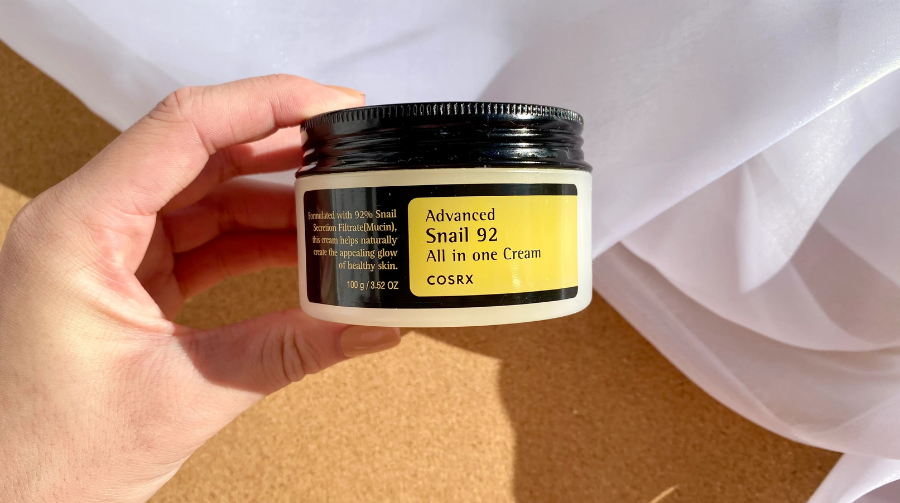 Formulated with 92% Snail
Secretion Filtrate(Mucin),
this cream helps naturally
create the appealing glow
of healthy skin.
100 g / 3.52 OZ
Advanced
Snail 92
All in one Cream
COSRX